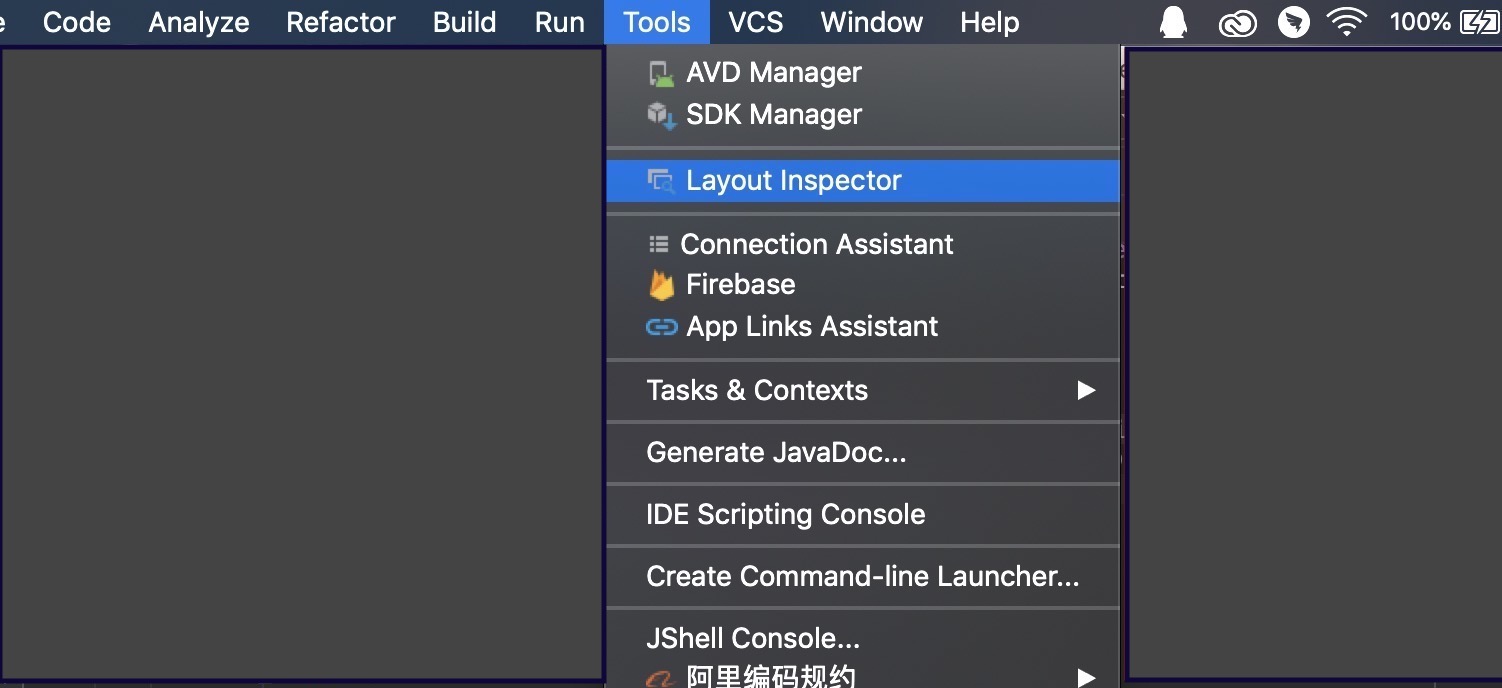 Code Analyze Refactor Build Run Tools VCS Window Help 100%
AVD Manager
SDK Manager
Layout Inspector
Connection Assistant
Firebase
App Links Assistant
Tasks & Contexts
Generate JavaDoc...
IDE Scripting Console
Create Command-line Launcher...
JShell Console...
阿里编码规约